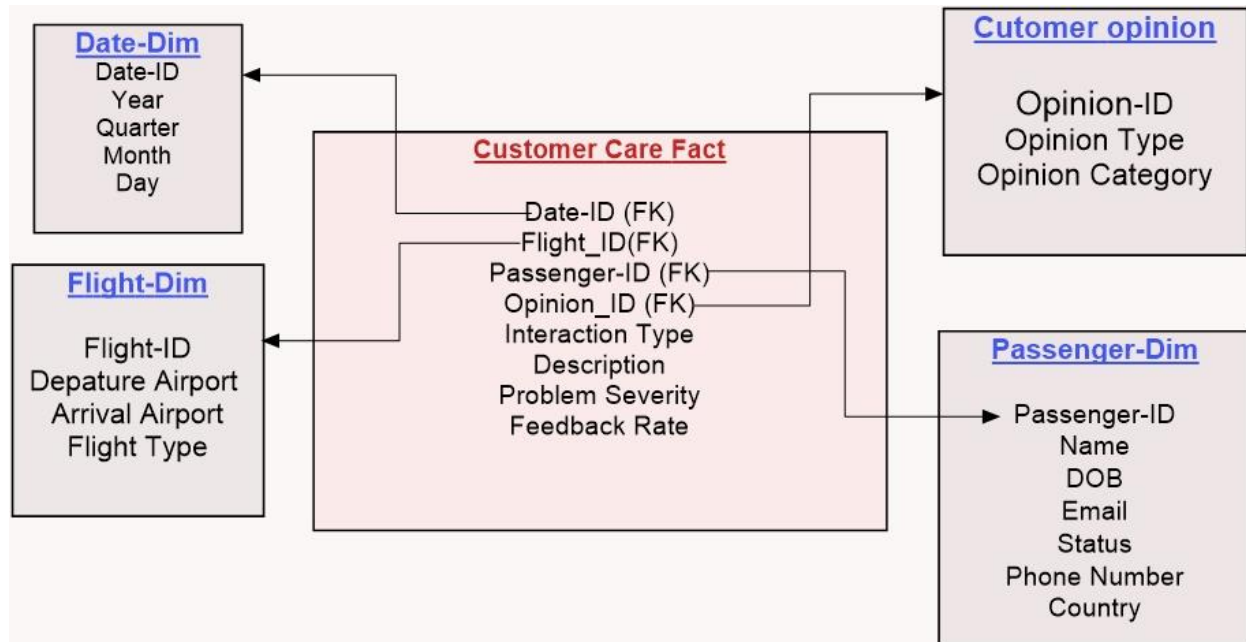 Date-Dim
Date-ID
Year
Quarter
Month
Day
Flight-Dim
Flight-ID
Depature Airport
Arrival Airport
Flight Type
Customer Care Fact
Date-ID (FK)
Flight_ID(FK)
Passenger-ID (FK)
Opinion_ID (FK)
Interaction Type
Description
Problem Severity
Feedback Rate
Cutomer opinion
Opinion-ID
Opinion Type
Opinion Category
Passenger-Dim
Passenger-ID
Name
DOB
Email
Status
Phone Number
Country